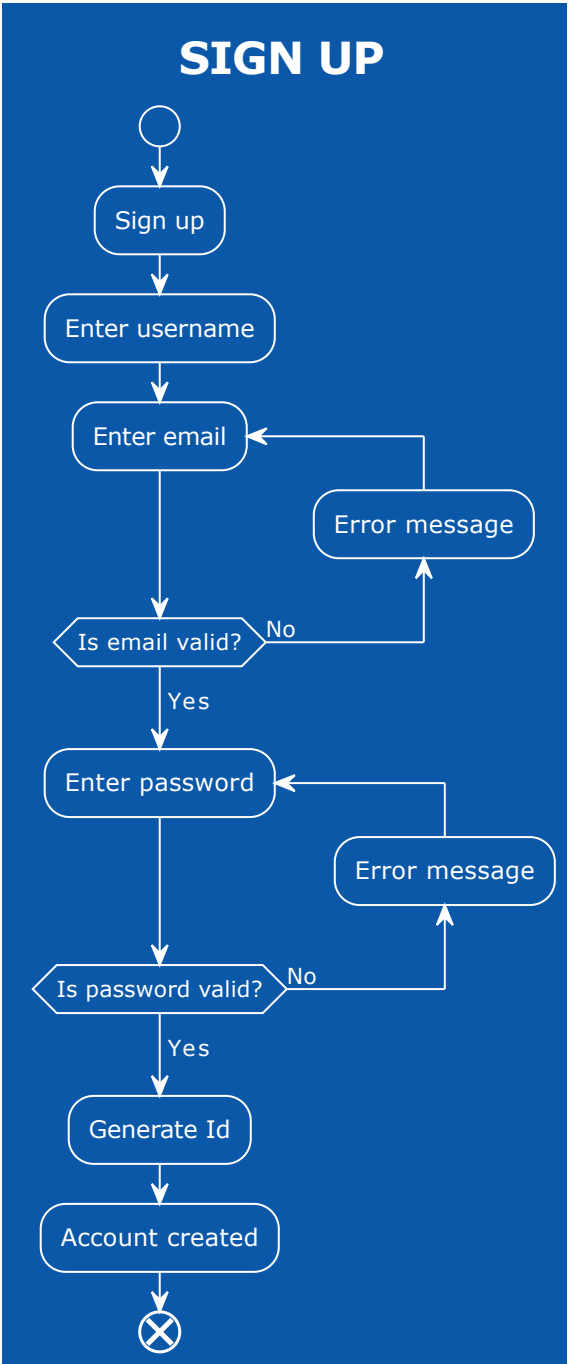 SIGN UP
Sign up
Enter username
Enter email
Error message
Is email valid?
No
Yes
Enter password
Error message
Is password valid?
No
Yes
Generate Id
Account created